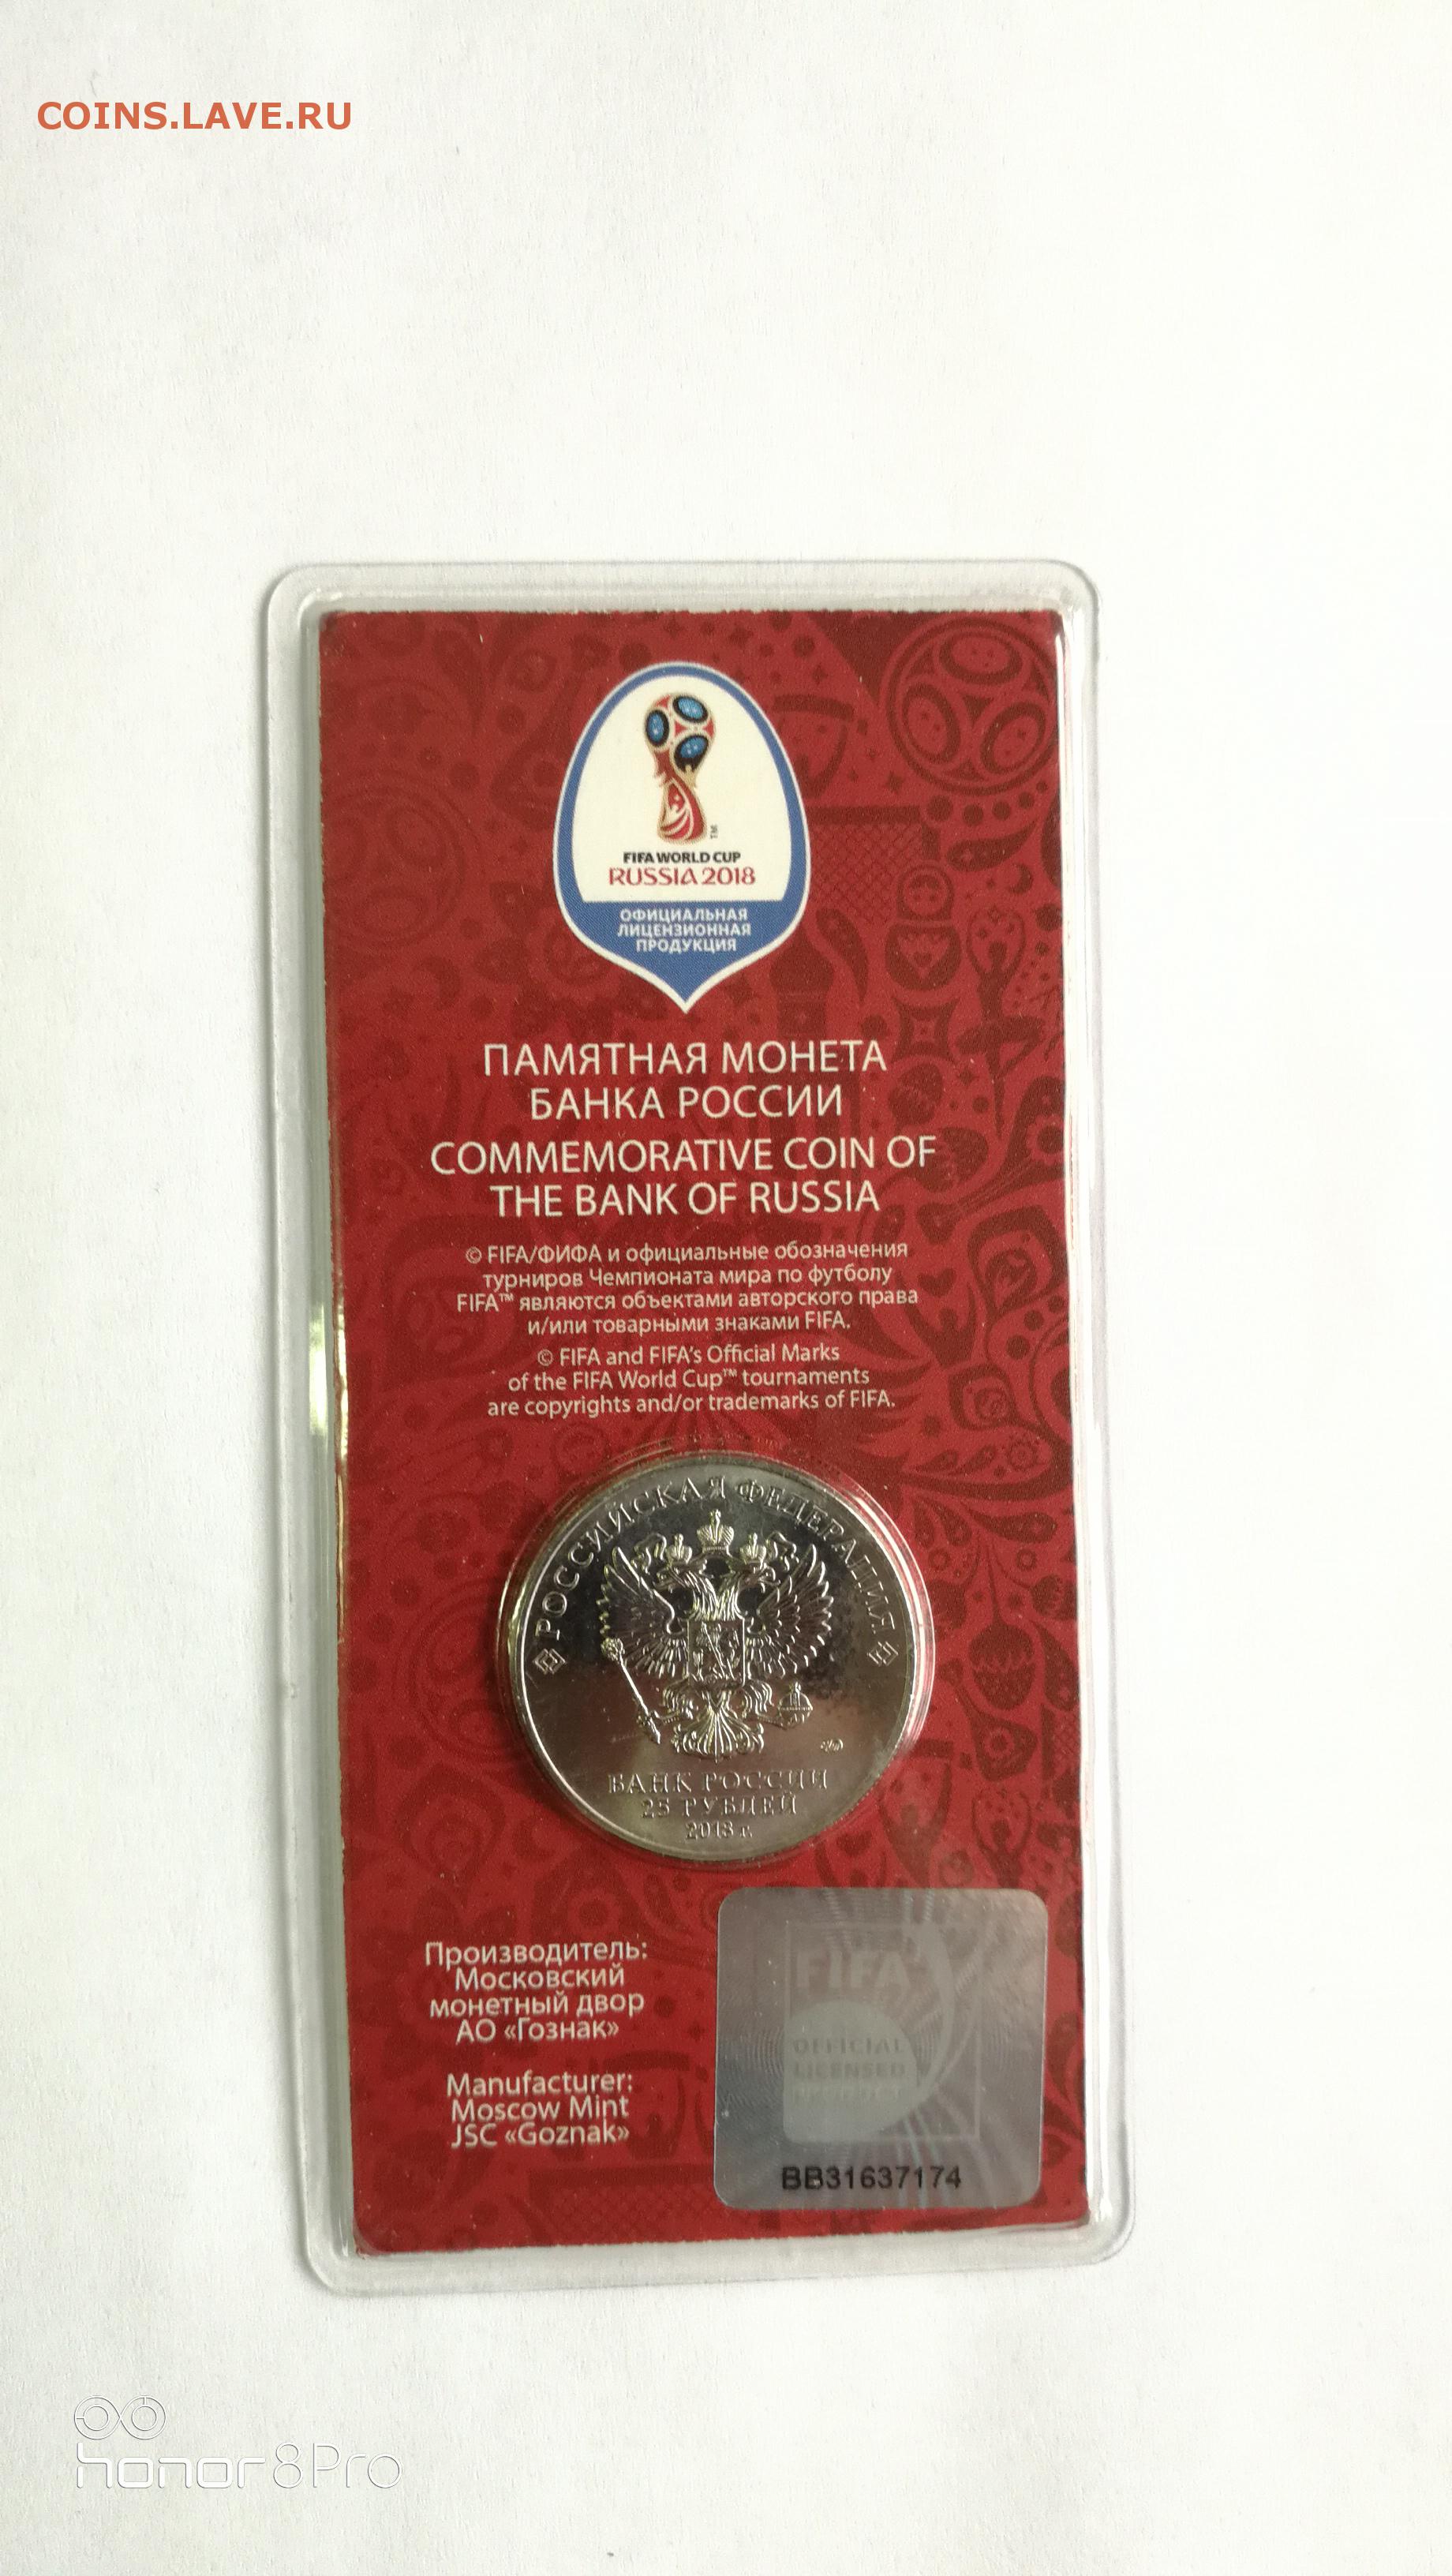 COINS.LAVE.RU
FIFA WORLD CUP
RUSSIA 2018
ОФИЦИАЛЬНАЯ
ЛИЦЕНЗИОННАЯ
ПРОДУКЦИЯ
ПАМЯТНАЯ МОНЕТА
БАНКА РОССИИ
COMMEMORATIVE COIN OF
THE BANK OF RUSSIA
© FIFA/ФИФА и официальные обозначения
турниров Чемпионата мира по футболу
FIFA™ являются объектами авторского права
и/или товарными знаками FIFA.
© FIFA and FIFA's Official Marks
of the FIFA World Cup™ tournaments
are copyrights and/or trademarks of FIFA.
РОССИЙСКАЯ ФЕДЕРАЦИЯ
БАНК РОССИИ
25 РУБЛЕЙ
2018 г.
Производитель:
Московский
монетный двор
АО «Гознак»
Manufacturer:
Moscow Mint
JSC «Goznak»
FIFA
OFFICIAL
LICENSED
BB31637174
honor 8 Pro